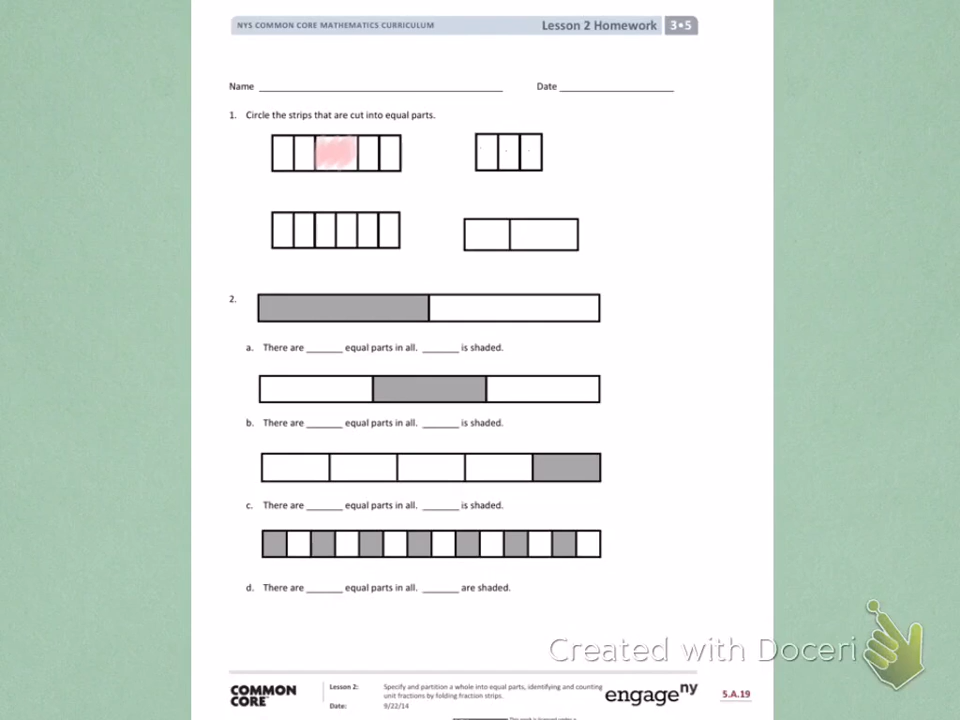 NYS COMMON CORE MATHEMATICS CURRICULUM Lesson 2 Homework 3•5
Name Date
1. Circle the strips that are cut into equal parts.
2.
a. There are _______ equal parts in all. _______ is shaded.
b. There are _______ equal parts in all. _______ is shaded.
c. There are _______ equal parts in all. _______ is shaded.
d. There are _______ equal parts in all. _______ are shaded.
Created with Doceri
COMMON CORE™
Lesson 2: Specify and partition a whole into equal parts, identifying and counting
unit fractions by folding fraction strips.
Date: 9/22/14
engageny
5.A.19